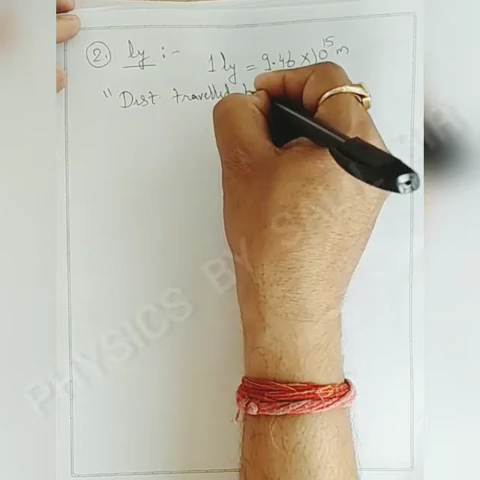 ② ly :-
1 ly = 9.46 × 10¹⁵ m
" Dist travelled
PHYSICS BY